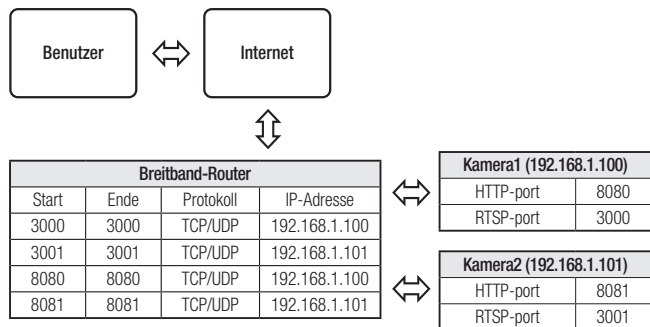 Benutzer
Internet
Breitband-Router
Start Ende Protokoll IP-Adresse
3000 3000 TCP/UDP 192.168.1.100
3001 3001 TCP/UDP 192.168.1.101
8080 8080 TCP/UDP 192.168.1.100
8081 8081 TCP/UDP 192.168.1.101
Kamera1 (192.168.1.100)
HTTP-port 8080
RTSP-port 3000
Kamera2 (192.168.1.101)
HTTP-port 8081
RTSP-port 3001